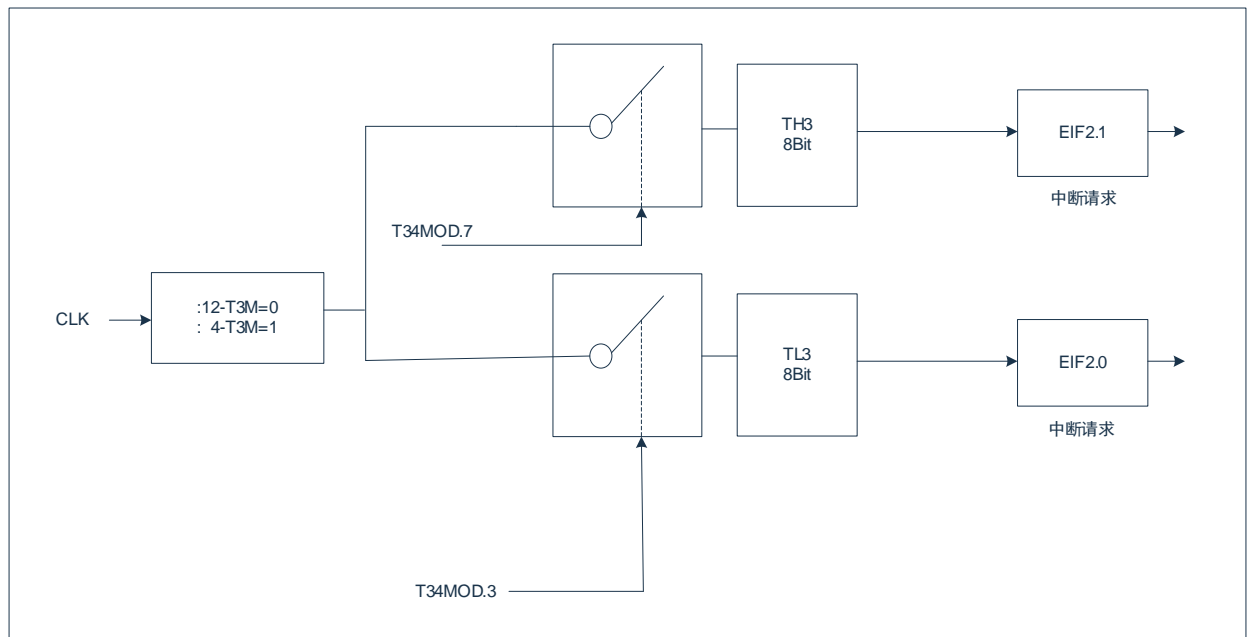 TH3
8Bit
EIF2.1
中断请求
T34MOD.7
CLK
:12-T3M=0
: 4-T3M=1
TL3
8Bit
EIF2.0
中断请求
T34MOD.3